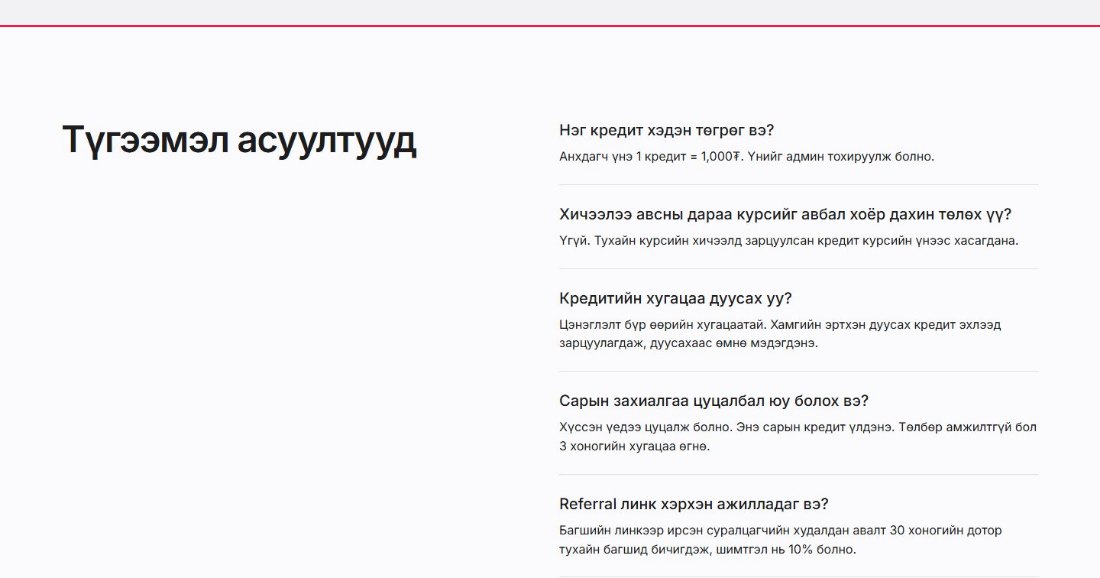 Түгээмэл асуултууд
Нэг кредит хэдэн төгрөг вэ?
Анхдагч үнэ 1 кредит = 1,000₮. Үнийг админ тохируулж болно.
Хичээлээ авсны дараа курсийг авбал хоёр дахин төлөх үү?
Үгүй. Тухайн курсийн хичээлд зарцуулсан кредит курсийн үнээс хасагдана.
Кредитийн хугацаа дуусах уу?
Цэнэглэлт бүр өөрийн хугацаатай. Хамгийн эртхэн дуусах кредит эхлээд
зарцуулагдаж, дуусахаас өмнө мэдэгдэнэ.
Сарын захиалгаа цуцалбал юу болох вэ?
Хүссэн үедээ цуцалж болно. Энэ сарын кредит үлдэнэ. Төлбөр амжилтгүй бол
3 хоногийн хугацаа өгнө.
Referral линк хэрхэн ажилладаг вэ?
Багшийн линкээр ирсэн суралцагчийн худалдан авалт 30 хоногийн дотор
тухайн багшид бичигдэж, шимтгэл нь 10% болно.